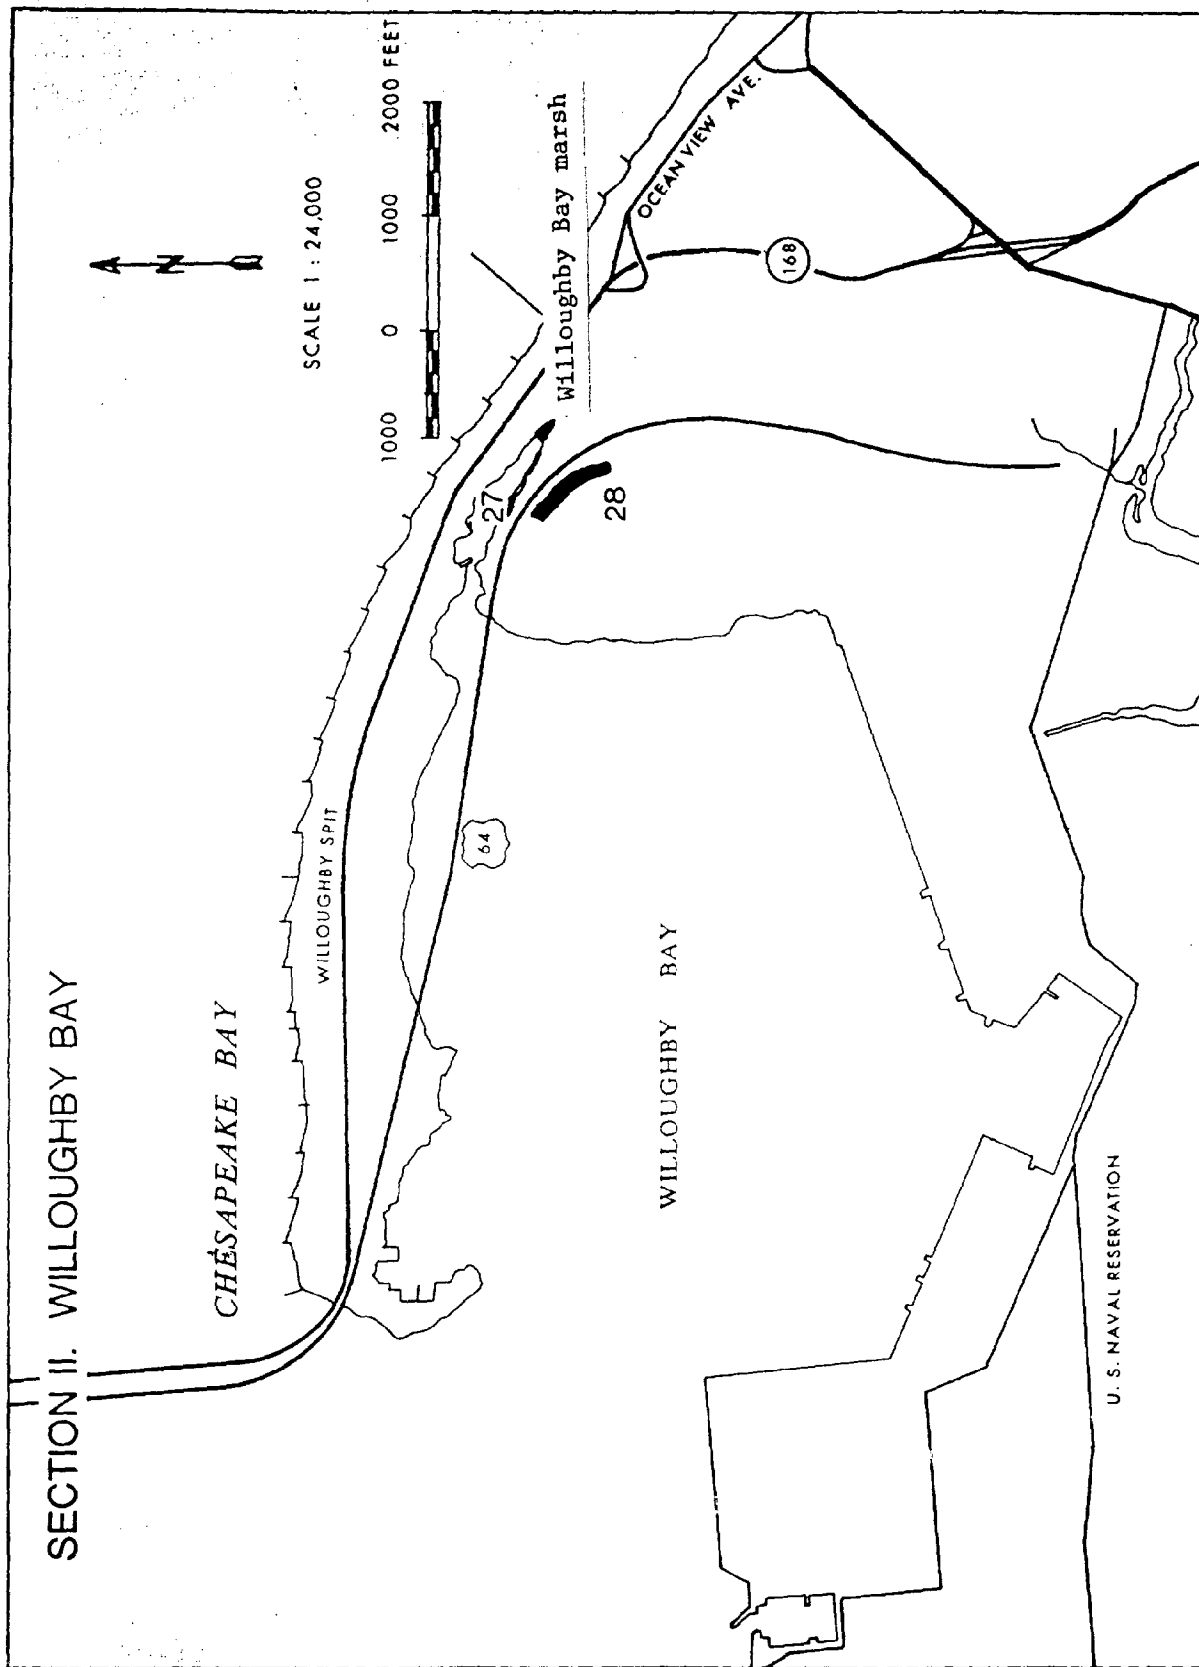 SECTION II. WILLOUGHBY BAY
CHESAPEAKE BAY
N
SCALE 1 : 24,000
1000 0 1000 2000 FEET
WILLOUGHBY SPIT
Willoughby Bay marsh
27
28
64
OCEAN VIEW AVE.
168
WILLOUGHBY BAY
U. S. NAVAL RESERVATION